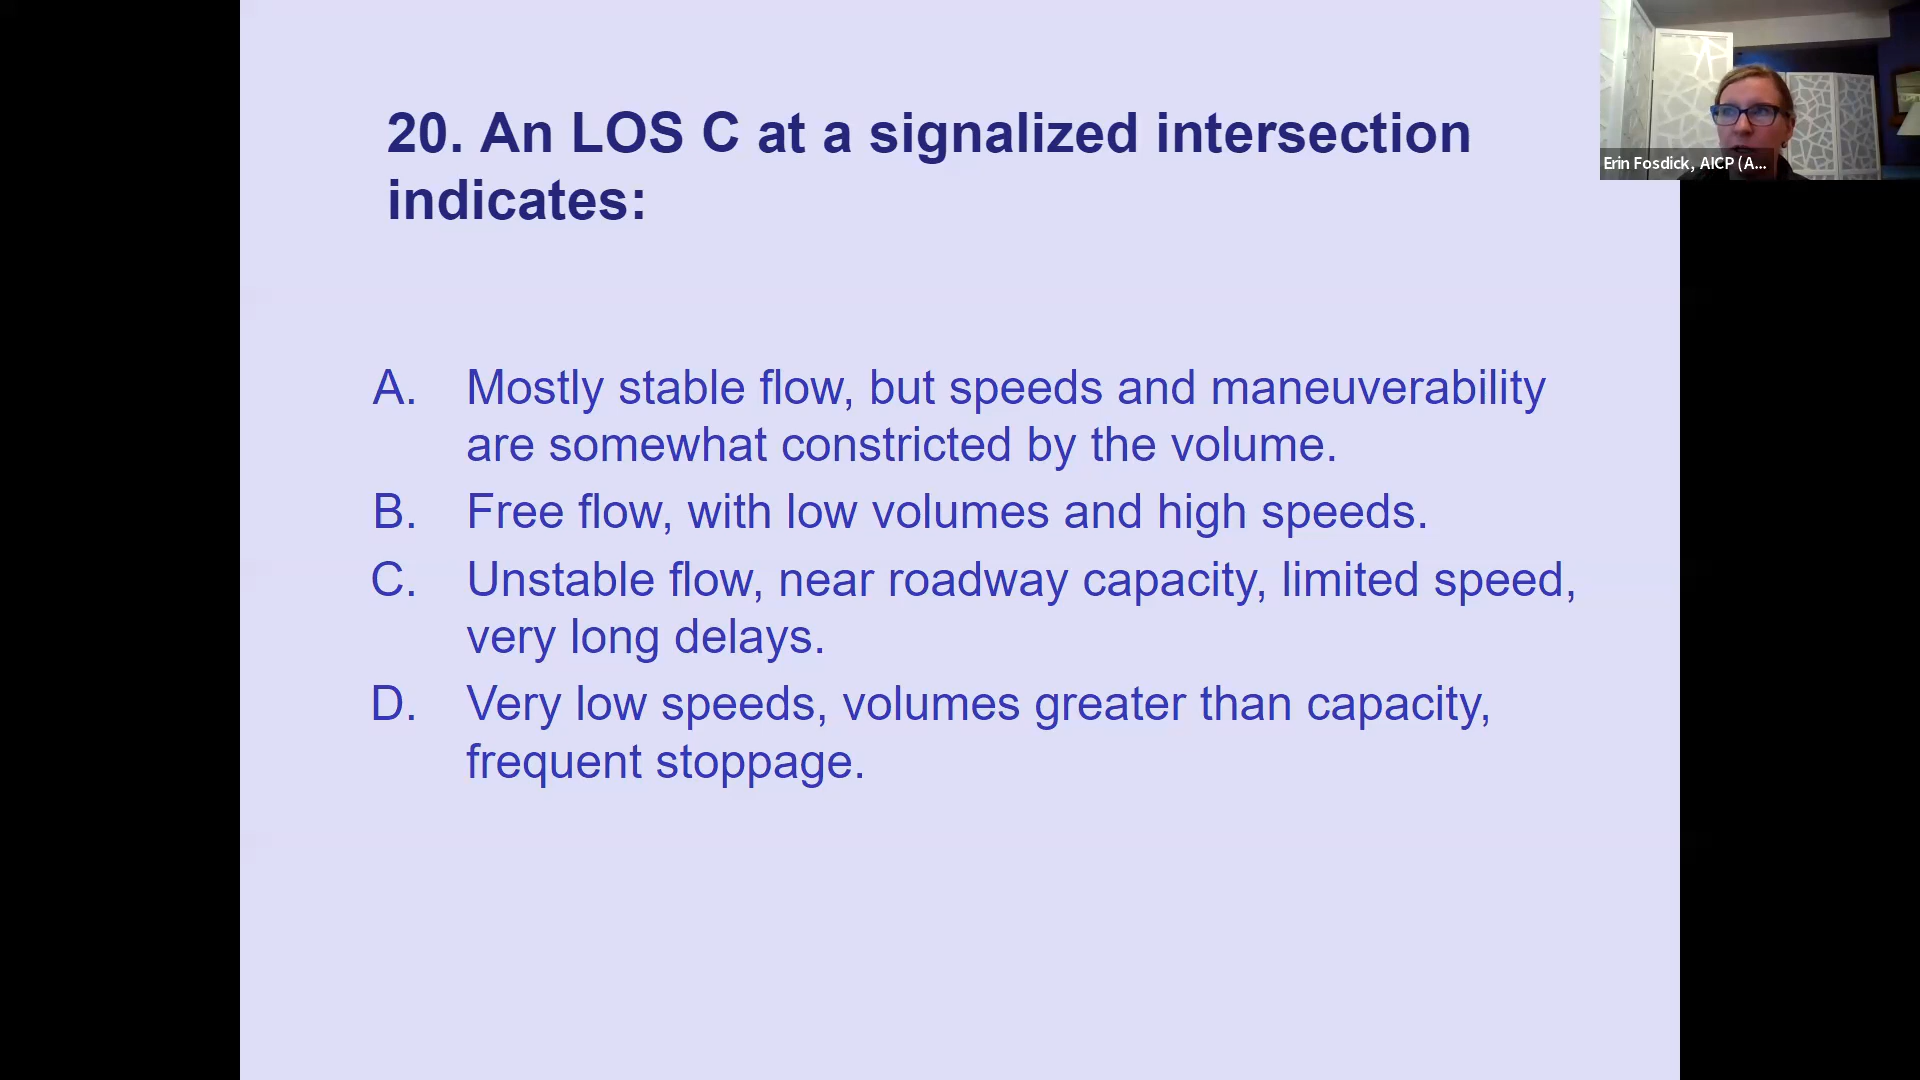 20. An LOS C at a signalized intersection
indicates:
Erin Fosdick, AICP (A...
A. Mostly stable flow, but speeds and maneuverability
are somewhat constricted by the volume.
B. Free flow, with low volumes and high speeds.
C. Unstable flow, near roadway capacity, limited speed,
very long delays.
D. Very low speeds, volumes greater than capacity,
frequent stoppage.